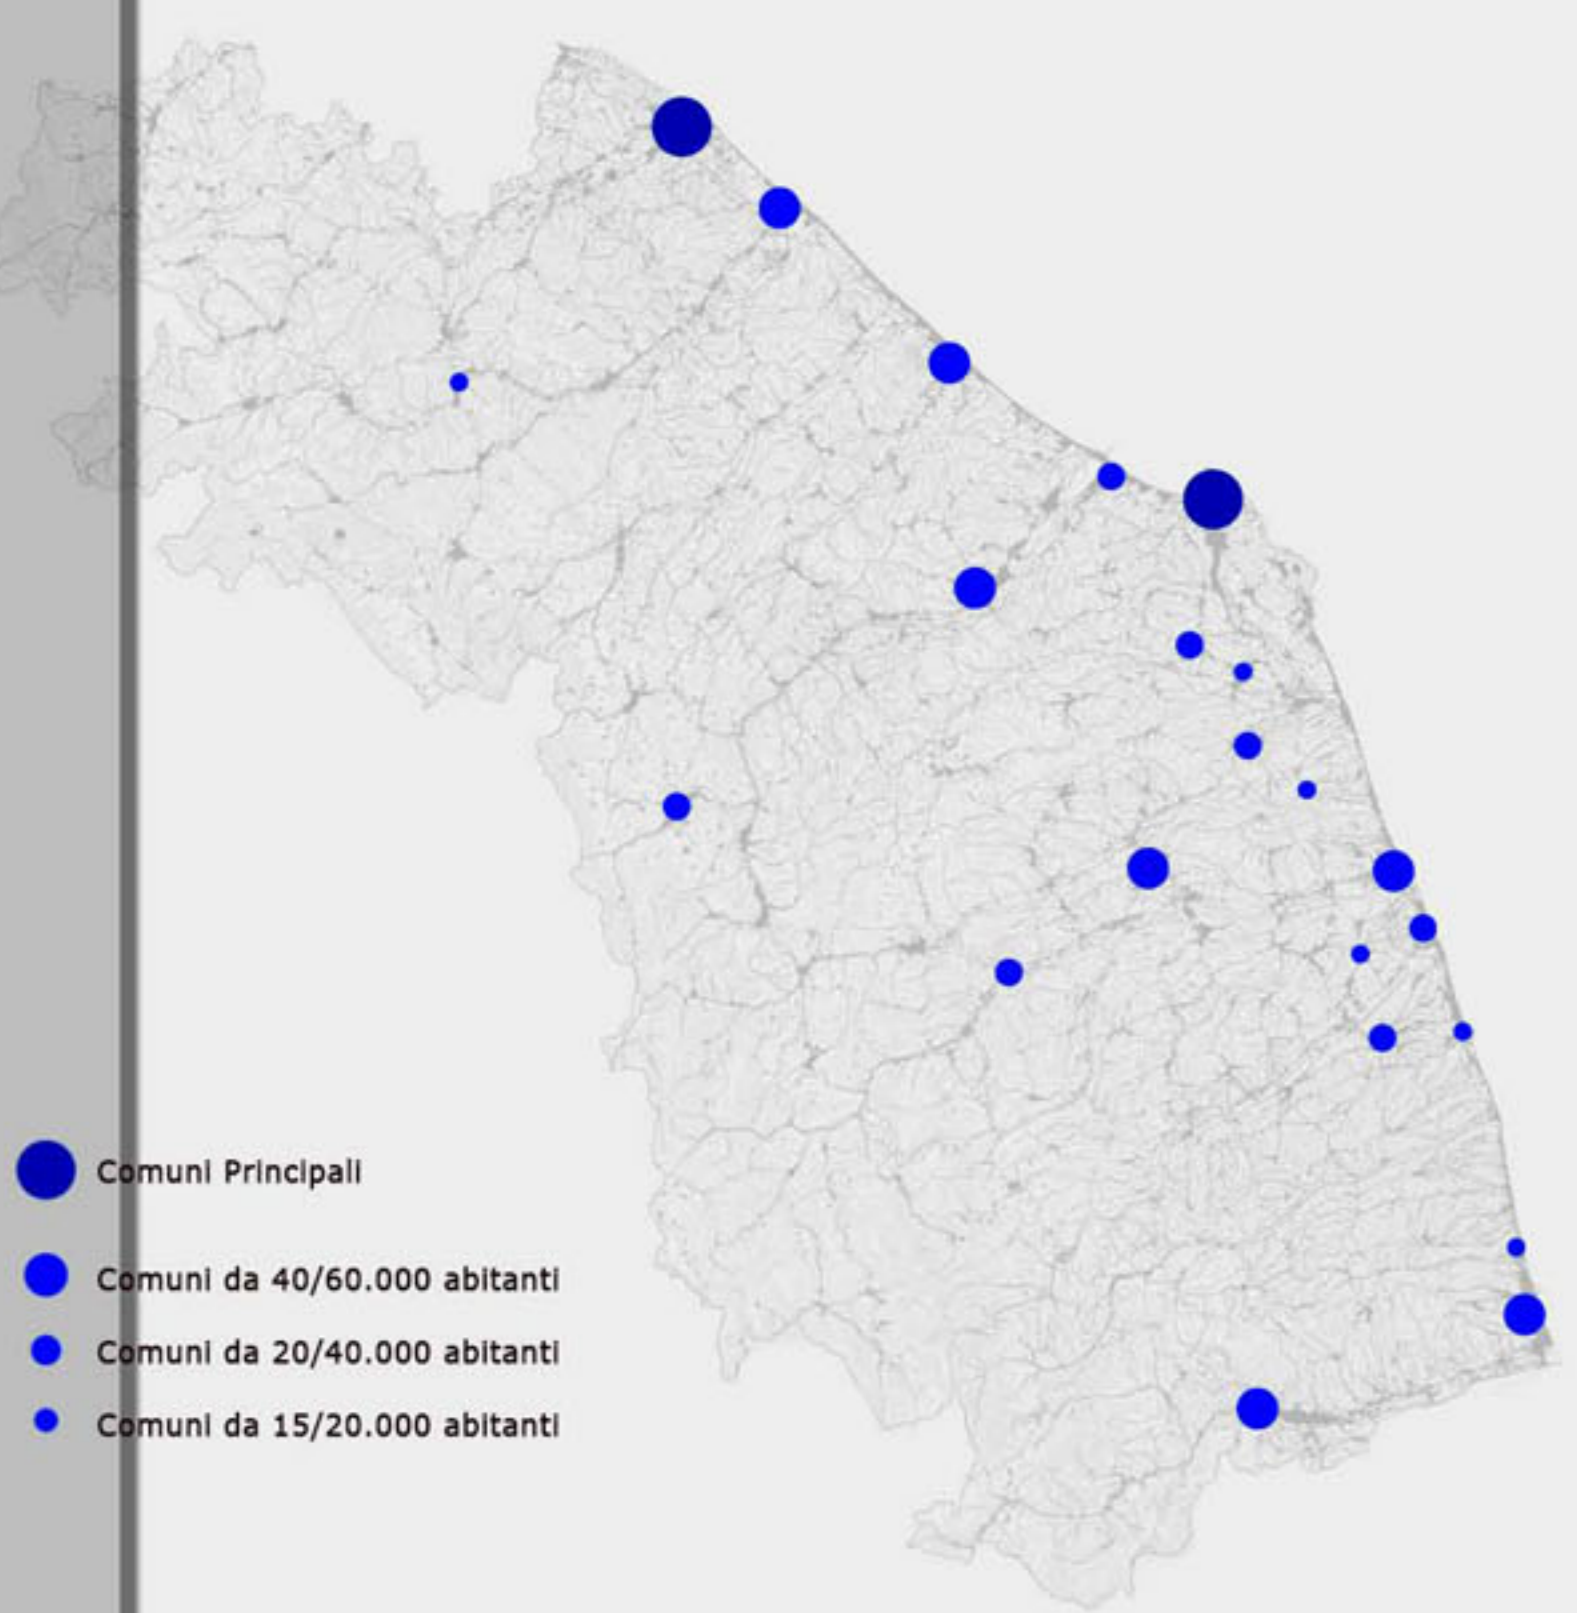 Comuni Principali
Comuni da 40/60.000 abitanti
Comuni da 20/40.000 abitanti
Comuni da 15/20.000 abitanti